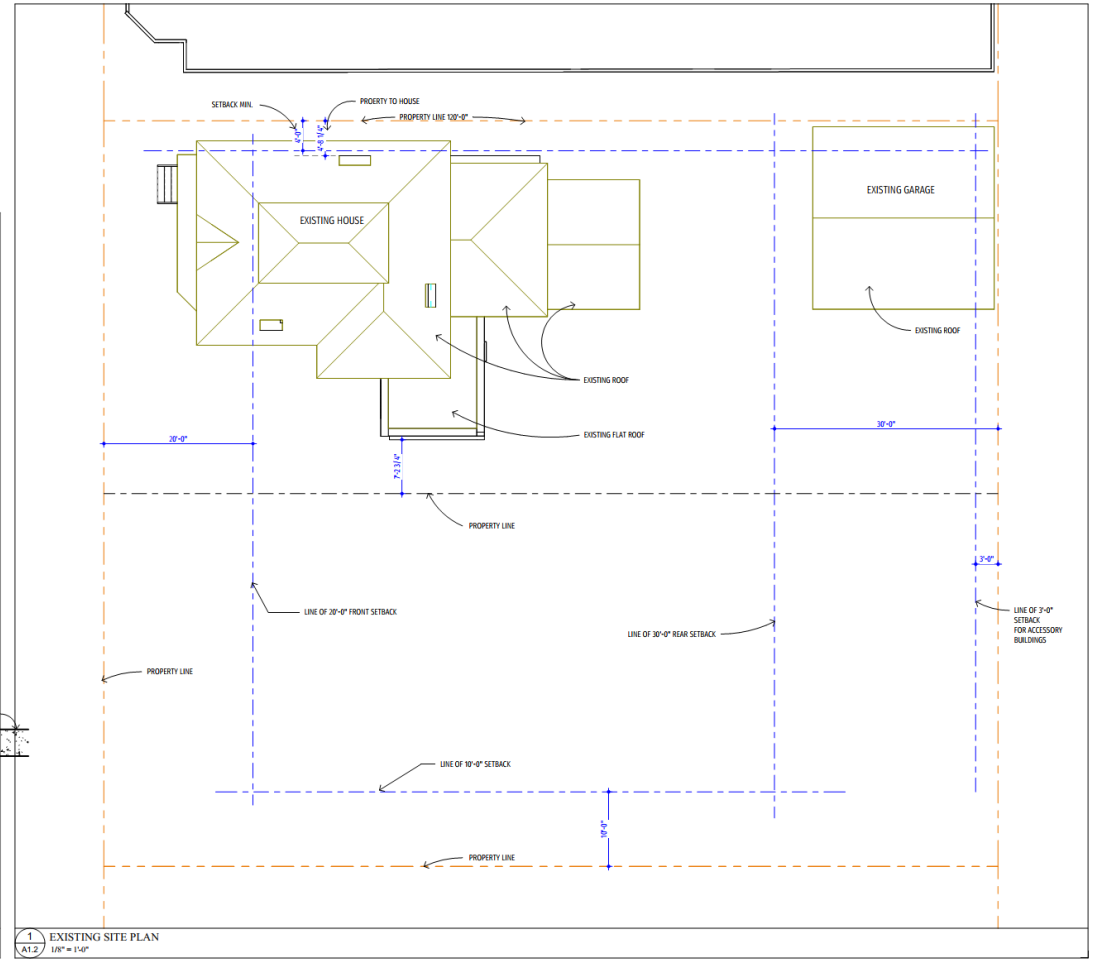 SETBACK MIN.
PROERTY TO HOUSE
PROPERTY LINE 120'-0"
4'-0"
4'-8 1/4"
EXISTING HOUSE
EXISTING GARAGE
EXISTING ROOF
EXISTING ROOF
EXISTING FLAT ROOF
20'-0"
30'-0"
7'-2 3/4"
PROPERTY LINE
3'-0"
LINE OF 20'-0" FRONT SETBACK
LINE OF 30'-0" REAR SETBACK
LINE OF 3'-0"
SETBACK
FOR ACCESSORY
BUILDINGS
PROPERTY LINE
LINE OF 10'-0" SETBACK
10'-0"
PROPERTY LINE
1
A1.2
EXISTING SITE PLAN
1/8" = 1'-0"